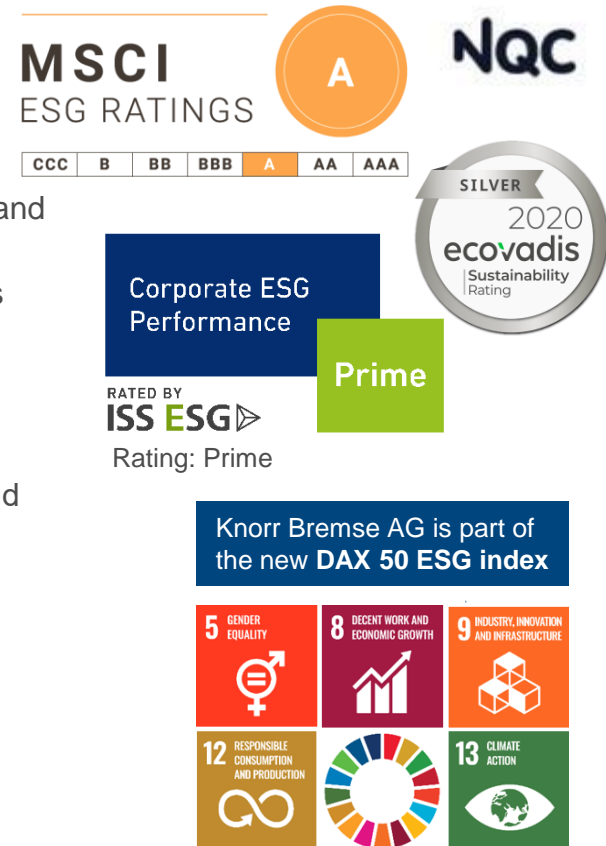 MSCI
ESG RATINGS
A
NQC
CCC B BB BBB A AA AAA
and
SILVER
2020
ecovadis
Sustainability
Rating
s
Corporate ESG
Performance
Prime
RATED BY
ISS ESG
Rating: Prime
d
Knorr Bremse AG is part of
the new DAX 50 ESG index
5 GENDER
EQUALITY
8 DECENT WORK AND
ECONOMIC GROWTH
9 INDUSTRY, INNOVATION
AND INFRASTRUCTURE
12 RESPONSIBLE
CONSUMPTION
AND PRODUCTION
13 CLIMATE
ACTION